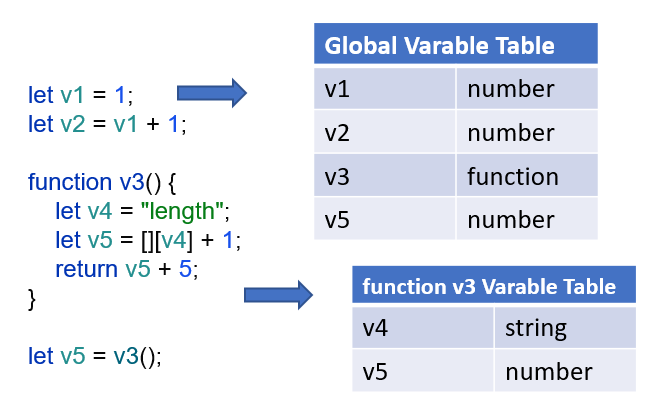 let v1 = 1;
let v2 = v1 + 1;
function v3() {
let v4 = "length";
let v5 = [][v4] + 1;
return v5 + 5;
}
let v5 = v3();
Global Varable Table
v1 number
v2 number
v3 function
v5 number
function v3 Varable Table
v4 string
v5 number